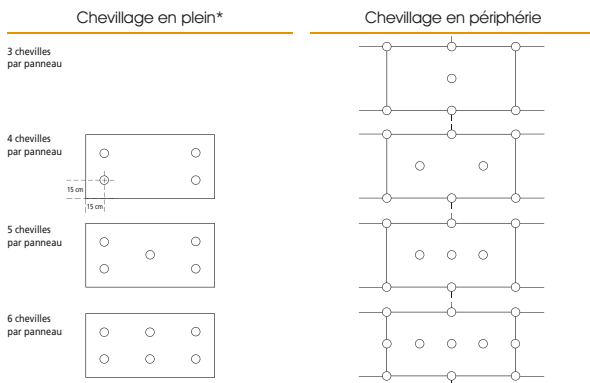 Chevillage en plein*
Chevillage en périphérie
3 chevilles
par panneau
4 chevilles
par panneau
15 cm
15 cm
5 chevilles
par panneau
6 chevilles
par panneau